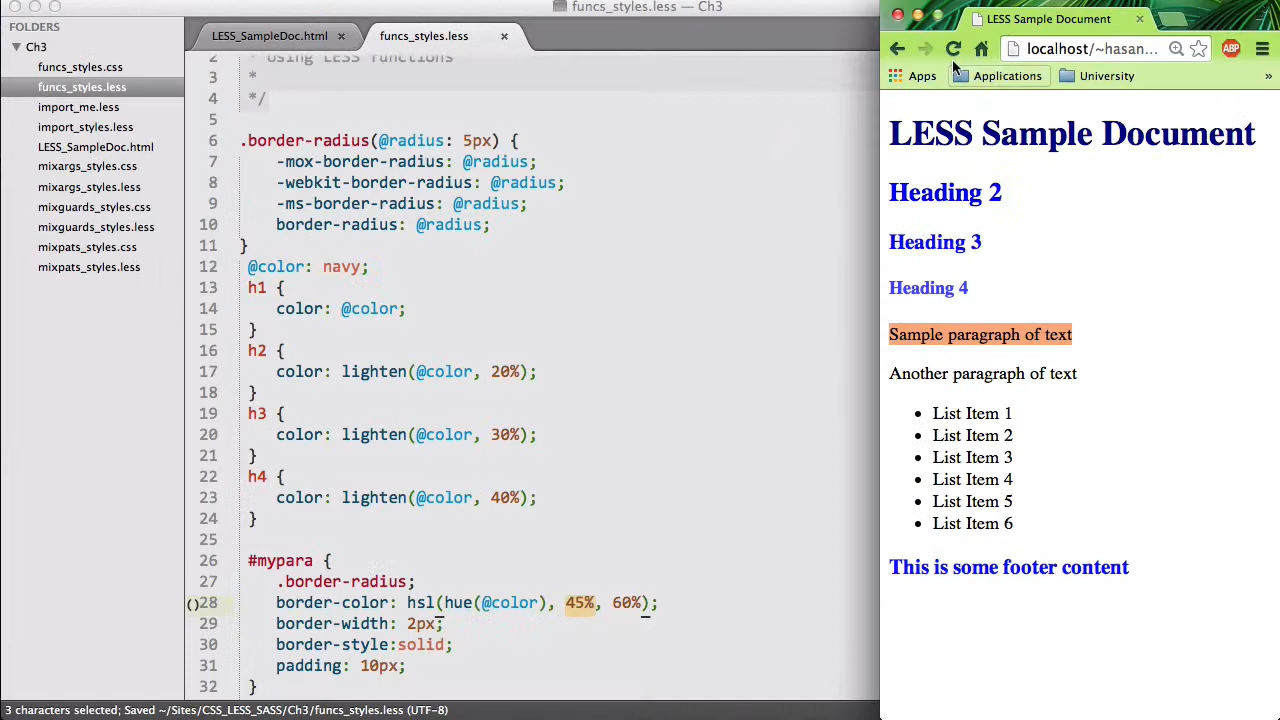 funcs_styles.less — Ch3
FOLDERS
Ch3
funcs_styles.css
funcs_styles.less
import_me.less
import_styles.less
LESS_SampleDoc.html
mixargs_styles.css
mixargs_styles.less
mixguards_styles.css
mixguards_styles.less
mixpats_styles.css
mixpats_styles.less
LESS_SampleDoc.html ×
funcs_styles.less ×
2 * Using LESS functions
3 *
4 */
5
6 .border-radius(@radius: 5px) {
7 -mox-border-radius: @radius;
8 -webkit-border-radius: @radius;
9 -ms-border-radius: @radius;
10 border-radius: @radius;
11 }
12 @color: navy;
13 h1 {
14 color: @color;
15 }
16 h2 {
17 color: lighten(@color, 20%);
18 }
19 h3 {
20 color: lighten(@color, 30%);
21 }
22 h4 {
23 color: lighten(@color, 40%);
24 }
25
26 #mypara {
27 .border-radius;
()28 border-color: hsl(hue(@color), 45%, 60%);
29 border-width: 2px;
30 border-style:solid;
31 padding: 10px;
32 }
3 characters selected; Saved ~/Sites/CSS_LESS_SASS/Ch3/funcs_styles.less (UTF-8)
LESS Sample Document ×
localhost/~hasan...
ABP
Apps Applications University »
LESS Sample Document
Heading 2
Heading 3
Heading 4
Sample paragraph of text
Another paragraph of text
• List Item 1
• List Item 2
• List Item 3
• List Item 4
• List Item 5
• List Item 6
This is some footer content